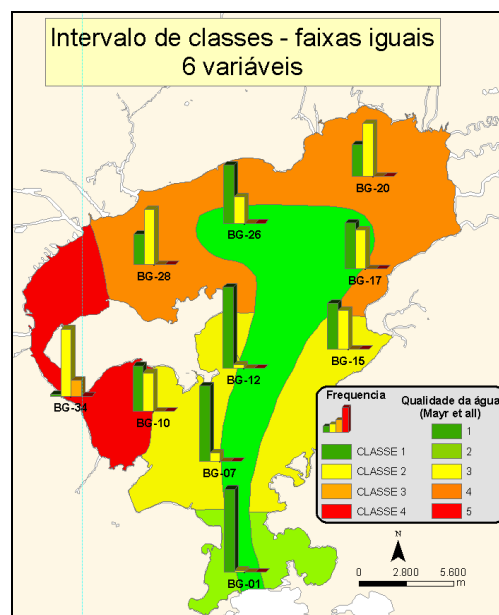 Intervalo de classes - faixas iguais
6 variáveis
BG-20
BG-26
BG-17
BG-28
BG-15
BG-12
BG-34
BG-10
BG-07
BG-01
Frequencia
CLASSE 1
CLASSE 2
CLASSE 3
CLASSE 4
Qualidade da água
(Mayr et all)
1
2
3
4
5
N
0 2.800 5.600
m